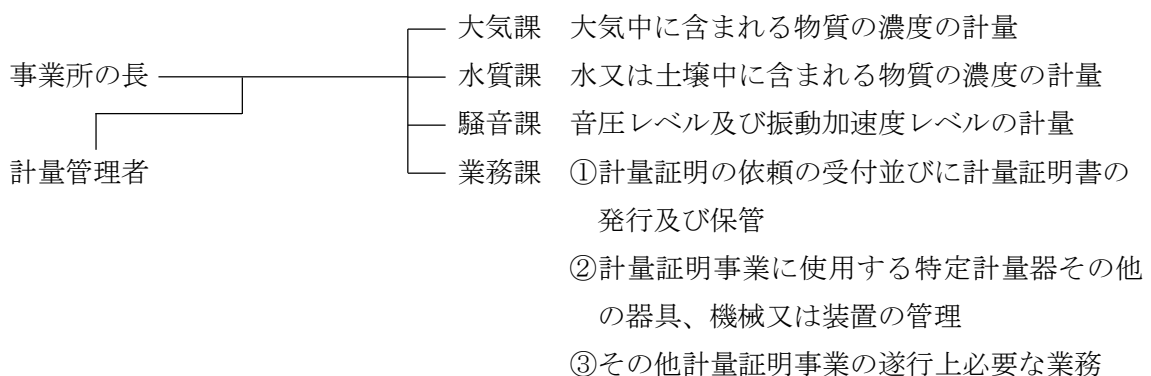 大気課 大気中に含まれる物質の濃度の計量
事業所の長 水質課 水又は土壌中に含まれる物質の濃度の計量
騒音課 音圧レベル及び振動加速度レベルの計量
計量管理者 業務課 ①計量証明の依頼の受付並びに計量証明書の
発行及び保管
②計量証明事業に使用する特定計量器その他
の器具、機械又は装置の管理
③その他計量証明事業の遂行上必要な業務